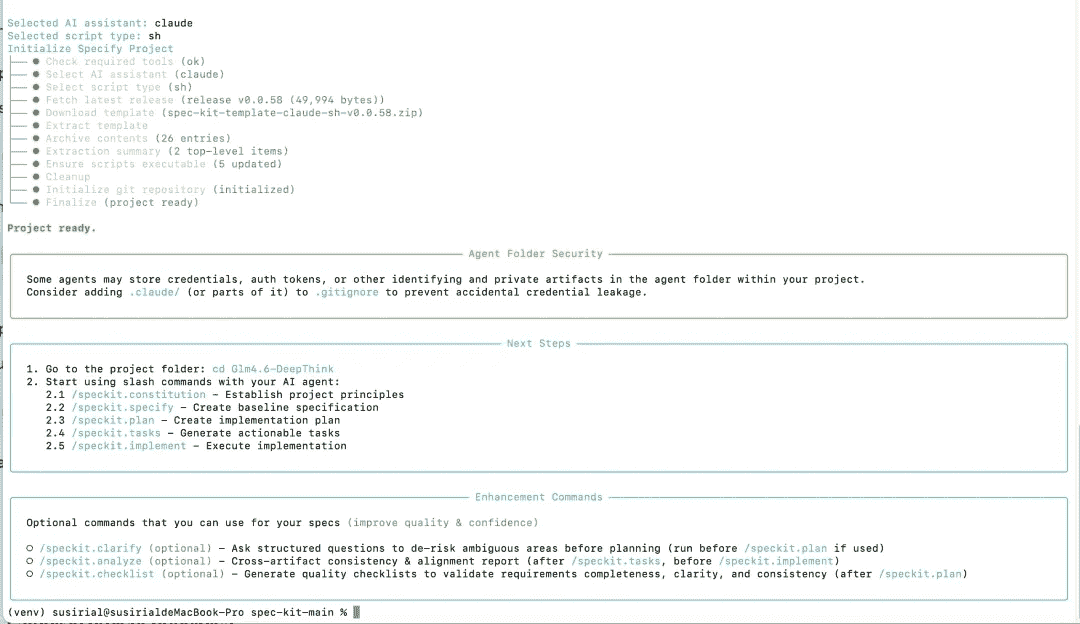 Selected AI assistant: claude
Selected script type: sh
Initialize Specify Project
● Check required tools (ok)
● Select AI assistant (claude)
● Select script type (sh)
● Fetch latest release (release v0.0.58 (49,994 bytes))
● Download template (spec-kit-template-claude-sh-v0.0.58.zip)
● Extract template
● Archive contents (26 entries)
● Extraction summary (2 top-level items)
● Ensure scripts executable (5 updated)
● Cleanup
● Initialize git repository (initialized)
● Finalize (project ready)
Project ready.
Agent Folder Security
Some agents may store credentials, auth tokens, or other identifying and private artifacts in the agent folder within your project.
Consider adding .claude/ (or parts of it) to .gitignore to prevent accidental credential leakage.
Next Steps
1. Go to the project folder: cd Glm4.6-DeepThink
2. Start using slash commands with your AI agent:
2.1 /speckit.constitution - Establish project principles
2.2 /speckit.specify - Create baseline specification
2.3 /speckit.plan - Create implementation plan
2.4 /speckit.tasks - Generate actionable tasks
2.5 /speckit.implement - Execute implementation
Enhancement Commands
Optional commands that you can use for your specs (improve quality & confidence)
○ /speckit.clarify (optional) - Ask structured questions to de-risk ambiguous areas before planning (run before /speckit.plan if used)
○ /speckit.analyze (optional) - Cross-artifact consistency & alignment report (after /speckit.tasks, before /speckit.implement)
○ /speckit.checklist (optional) - Generate quality checklists to validate requirements completeness, clarity, and consistency (after /speckit.plan)
(venv) susirial@susirialdeMacBook-Pro spec-kit-main %